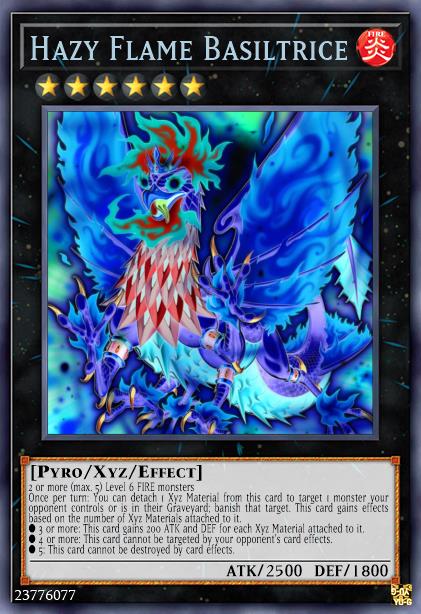 HAZY FLAME BASILTRICE
FIRE
炎
[PYRO/XYZ/EFFECT]
2 or more (max. 5) Level 6 FIRE monsters
Once per turn: You can detach 1 Xyz Material from this card to target 1 monster your
opponent controls or is in their Graveyard; banish that target. This card gains effects
based on the number of Xyz Materials attached to it.
● 3 or more: This card gains 200 ATK and DEF for each Xyz Material attached to it.
● 4 or more: This card cannot be targeted by your opponent's card effects.
● 5: This card cannot be destroyed by card effects.
ATK/2500 DEF/1800
23776077